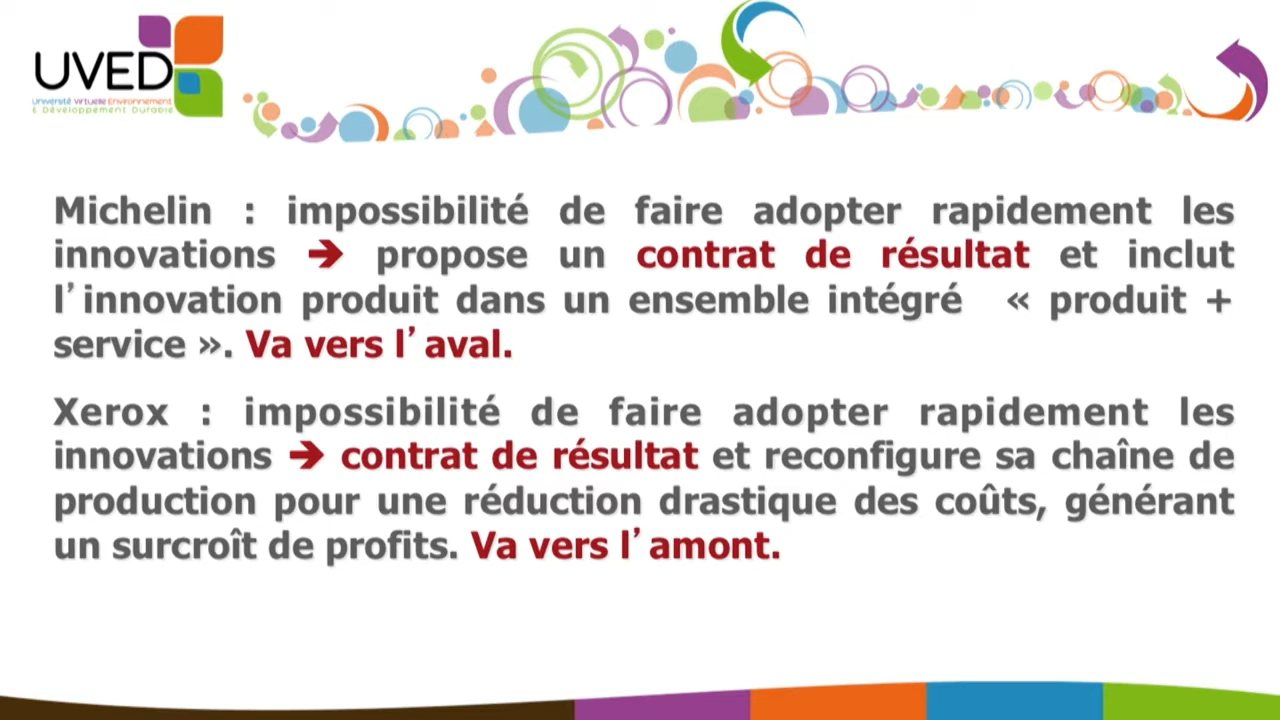 UVED
Université Virtuelle Environnement
& Développement Durable
Michelin : impossibilité de faire adopter rapidement les
innovations ➔ propose un contrat de résultat et inclut
l’innovation produit dans un ensemble intégré « produit +
service ». Va vers l’aval.
Xerox : impossibilité de faire adopter rapidement les
innovations ➔ contrat de résultat et reconfigure sa chaîne de
production pour une réduction drastique des coûts, générant
un surcroît de profits. Va vers l’amont.